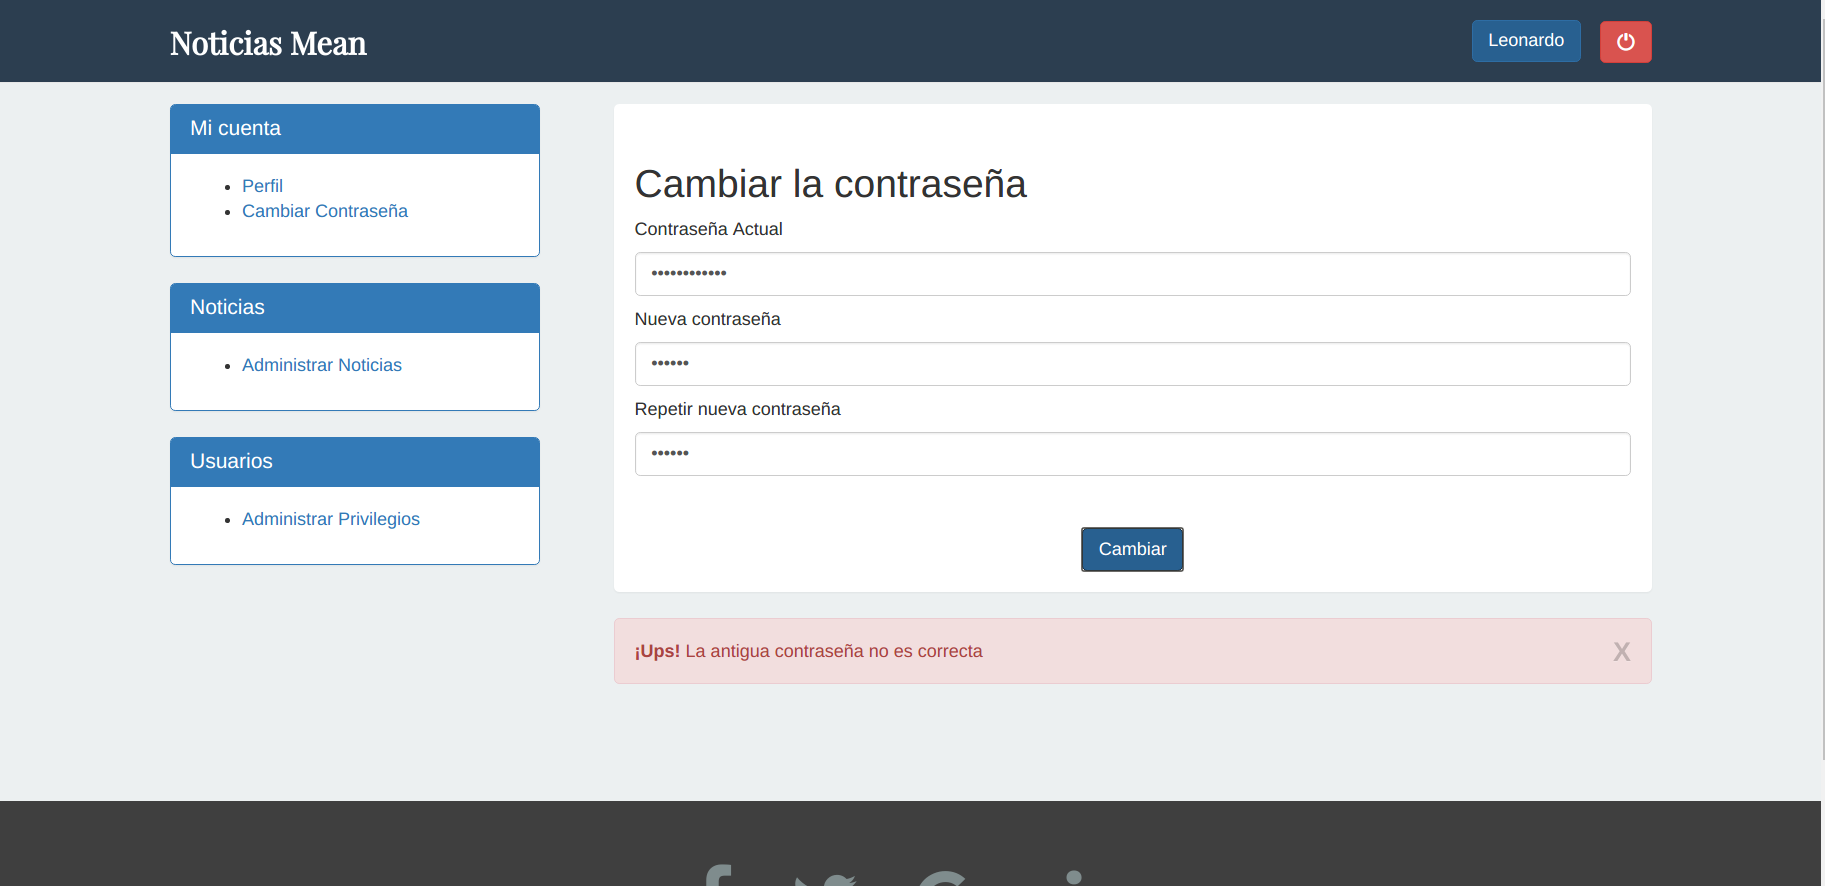 Noticias Mean
Leonardo
Mi cuenta
Perfil
Cambiar Contraseña
Noticias
Administrar Noticias
Usuarios
Administrar Privilegios
Cambiar la contraseña
Contraseña Actual
••••••••••••
Nueva contraseña
••••••
Repetir nueva contraseña
••••••
Cambiar
¡Ups! La antigua contraseña no es correcta
X